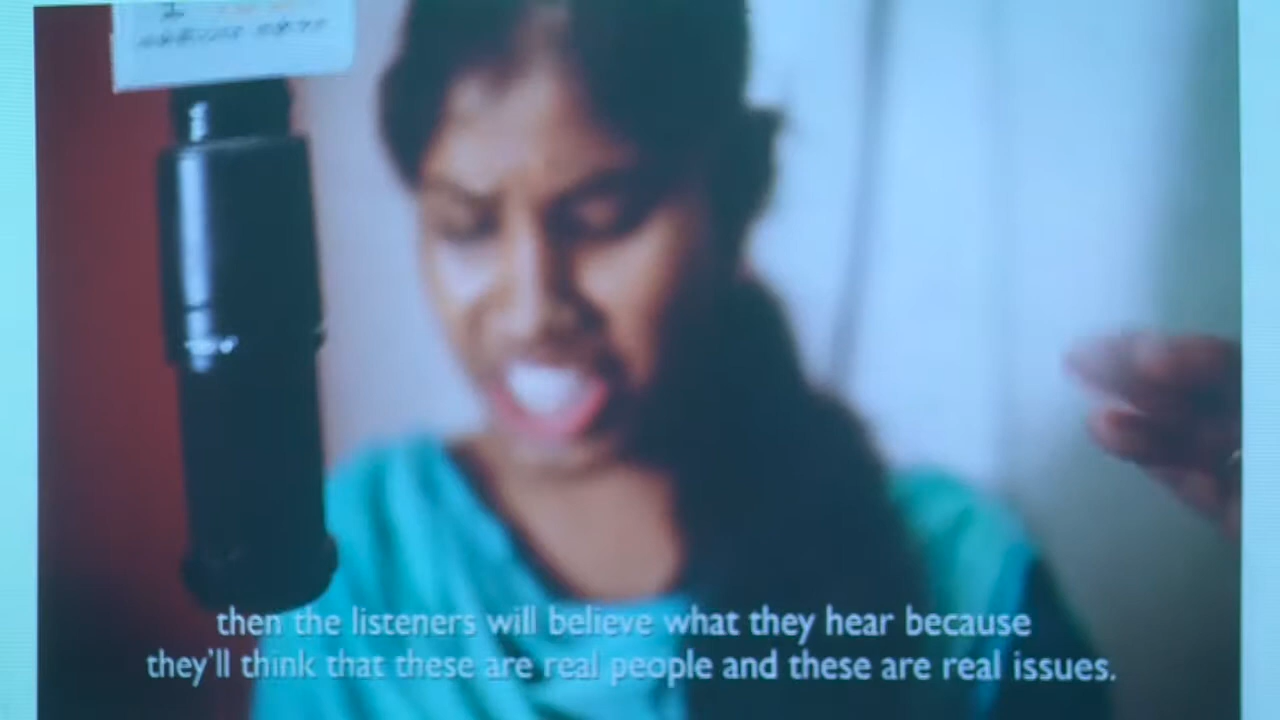 then the listeners will believe what they hear because
they'll think that these are real people and these are real issues.